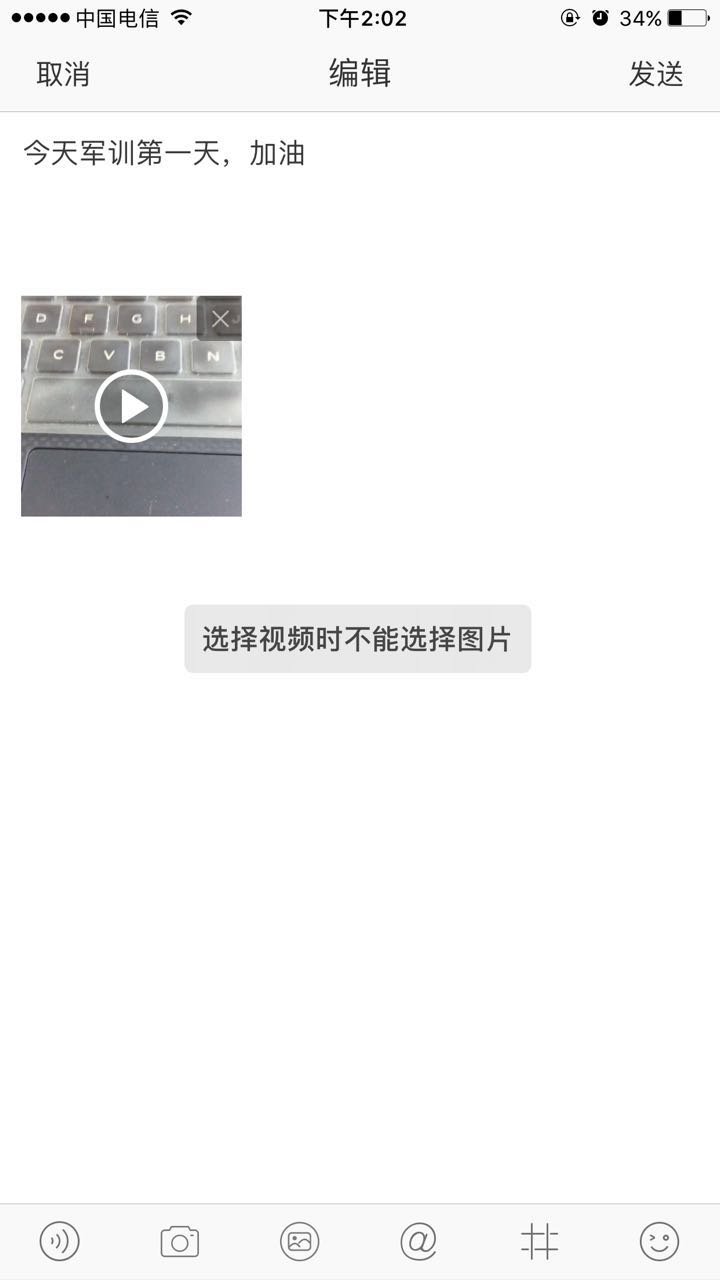 中国电信
下午2:02
34%
取消
编辑
发送
今天军训第一天，加油
D F G H J
C V B N
选择视频时不能选择图片